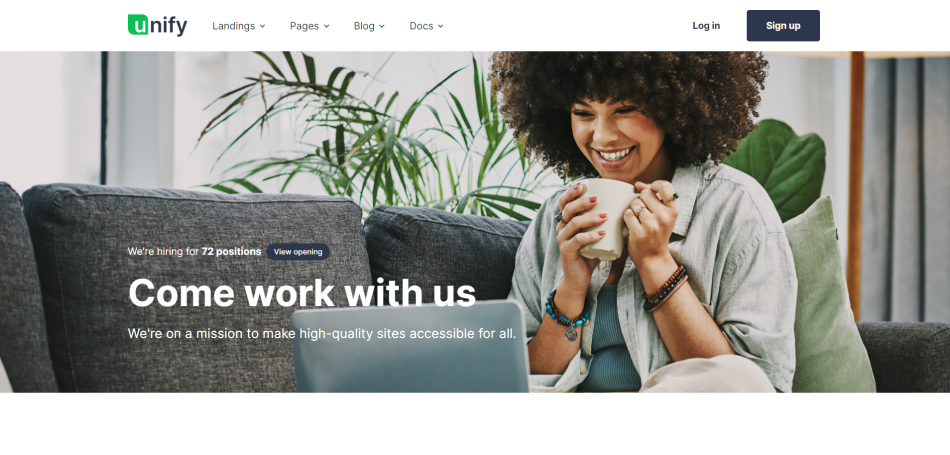 unify Landings Pages Blog Docs Log in Sign up
We're hiring for 72 positions View opening
Come work with us
We're on a mission to make high-quality sites accessible for all.